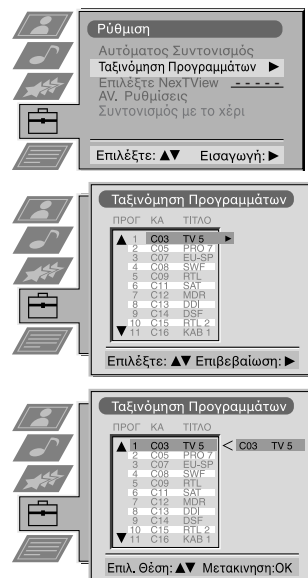 Ρύθμιση
Αυτόματος Συντονισμός
Ταξινόμηση Προγραμμάτων ▶
Επιλέξτε NexTView - - - - -
AV. Ρυθμίσεις
Συντονισμός με το χέρι
Επιλέξτε: ▲▼ Εισαγωγή: ▶
Ταξινόμηση Προγραμμάτων
ΠΡΟΓ ΚΑ ΤΙΤΛΟ
1 C03 TV 5 ▶
2 C05 PRO 7
3 C07 EU-SP
4 C08 SWF
5 C09 RTL
6 C11 SAT
7 C12 MDR
8 C13 DDI
9 C14 DSF
10 C15 RTL 2
11 C16 KAB 1
Επιλέξτε: ▲▼ Επιβεβαίωση: ▶
Ταξινόμηση Προγραμμάτων
ΠΡΟΓ ΚΑ ΤΙΤΛΟ
1 C03 TV 5 < C03 TV 5
2 C05 PRO 7
3 C07 EU-SP
4 C08 SWF
5 C09 RTL
6 C11 SAT
7 C12 MDR
8 C13 DDI
9 C14 DSF
10 C15 RTL 2
11 C16 KAB 1
Επιλ. Θέση: ▲▼ Μετακινηση:OK